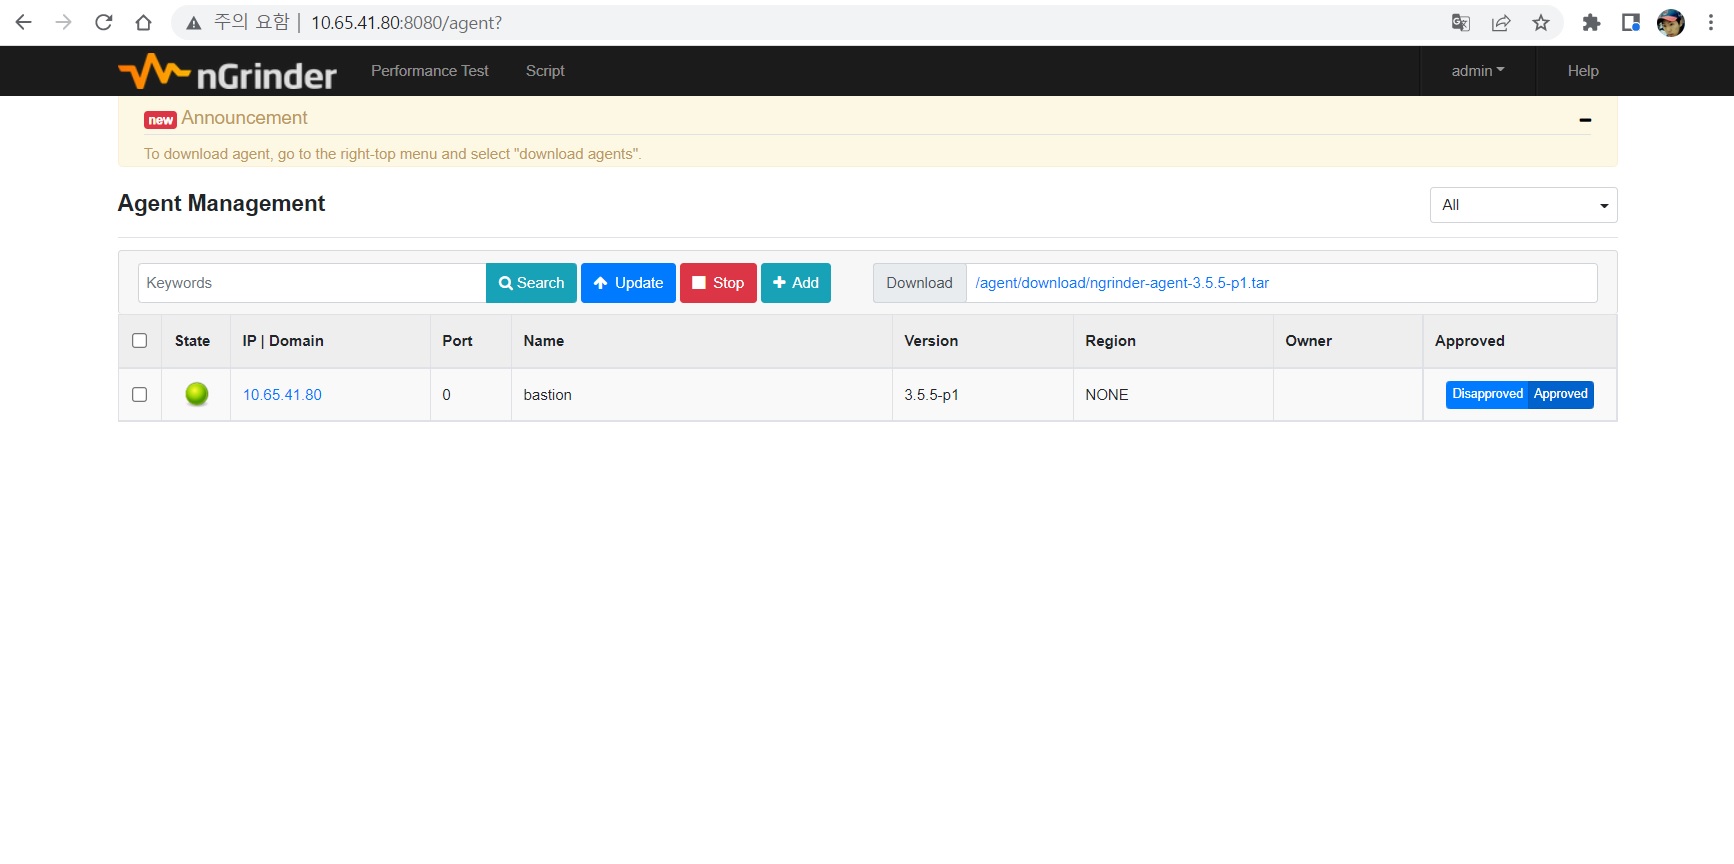 주의 요함 | 10.65.41.80:8080/agent?
nGrinder Performance Test Script admin Help
new Announcement
To download agent, go to the right-top menu and select "download agents".
Agent Management All
Keywords Search Update Stop Add Download /agent/download/ngrinder-agent-3.5.5-p1.tar
State IP | Domain Port Name Version Region Owner Approved
10.65.41.80 0 bastion 3.5.5-p1 NONE Disapproved Approved